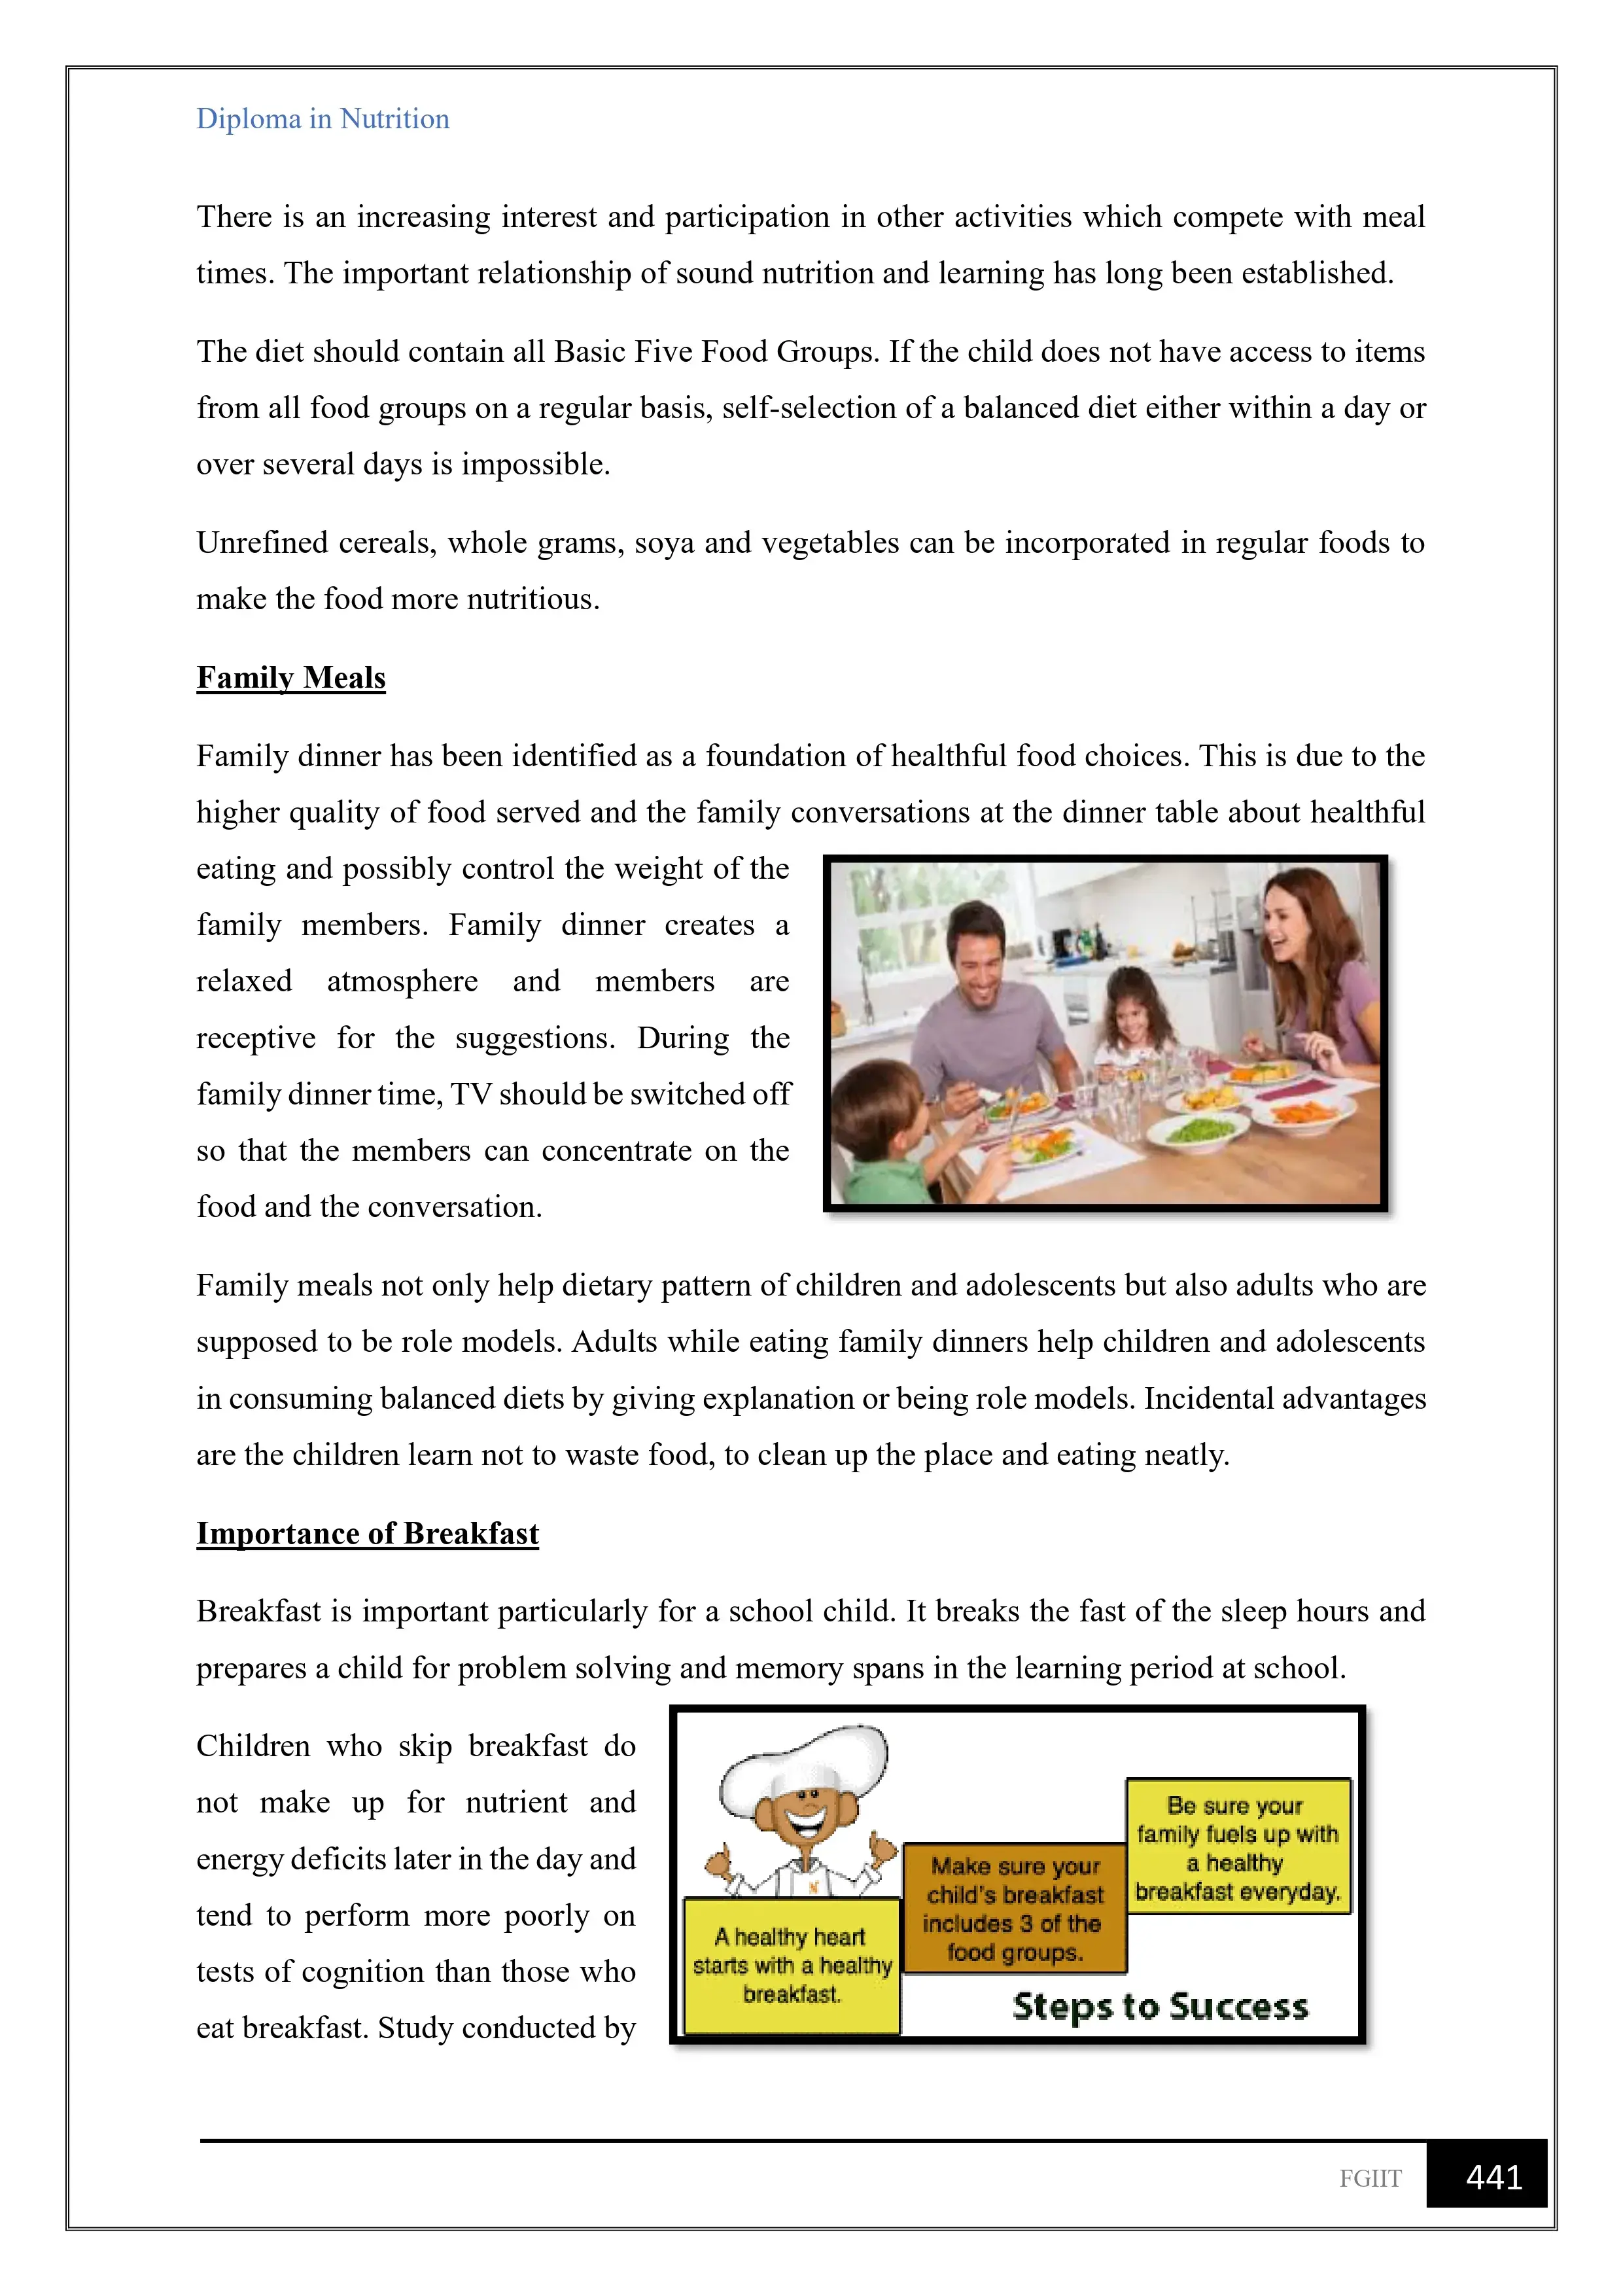 Diploma in Nutrition
There is an increasing interest and participation in other activities which compete with meal
times. The important relationship of sound nutrition and learning has long been established.
The diet should contain all Basic Five Food Groups. If the child does not have access to items
from all food groups on a regular basis, self-selection of a balanced diet either within a day or
over several days is impossible.
Unrefined cereals, whole grams, soya and vegetables can be incorporated in regular foods to
make the food more nutritious.
Family Meals
Family dinner has been identified as a foundation of healthful food choices. This is due to the
higher quality of food served and the family conversations at the dinner table about healthful
eating and possibly control the weight of the
family members. Family dinner creates a
relaxed atmosphere and members are
receptive for the suggestions. During the
family dinner time, TV should be switched off
so that the members can concentrate on the
food and the conversation.
Family meals not only help dietary pattern of children and adolescents but also adults who are
supposed to be role models. Adults while eating family dinners help children and adolescents
in consuming balanced diets by giving explanation or being role models. Incidental advantages
are the children learn not to waste food, to clean up the place and eating neatly.
Importance of Breakfast
Breakfast is important particularly for a school child. It breaks the fast of the sleep hours and
prepares a child for problem solving and memory spans in the learning period at school.
Children who skip breakfast do
not make up for nutrient and
energy deficits later in the day and
tend to perform more poorly on
tests of cognition than those who
eat breakfast. Study conducted by
A healthy heart
starts with a healthy
breakfast.
Make sure your
child's breakfast
includes 3 of the
food groups.
Be sure your
family fuels up with
a healthy
breakfast everyday.
Steps to Success
FGIIT
441